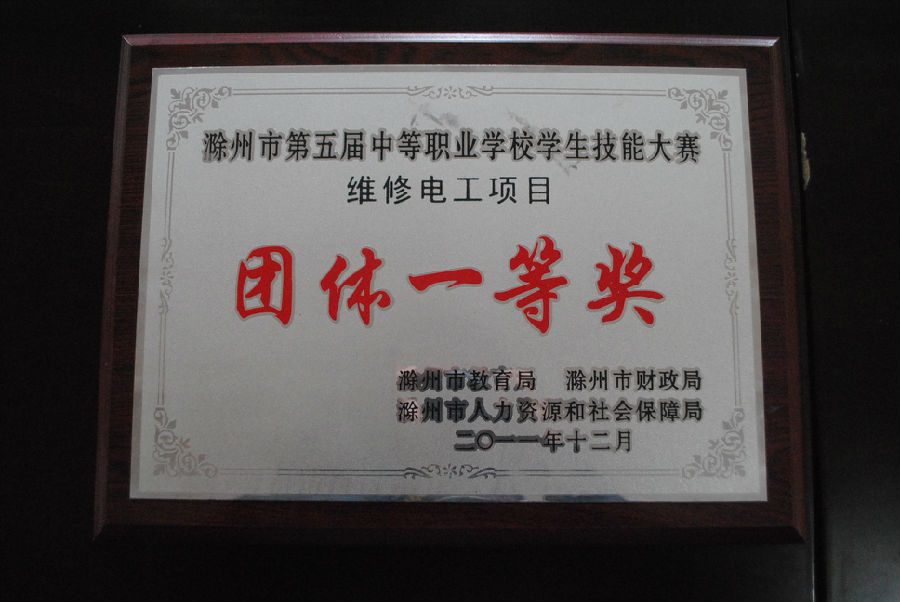 滁州市第五届中等职业学校学生技能大赛
维修电工项目
团体一等奖
滁州市教育局　滁州市财政局
滁州市人力资源和社会保障局
二〇一一年十二月